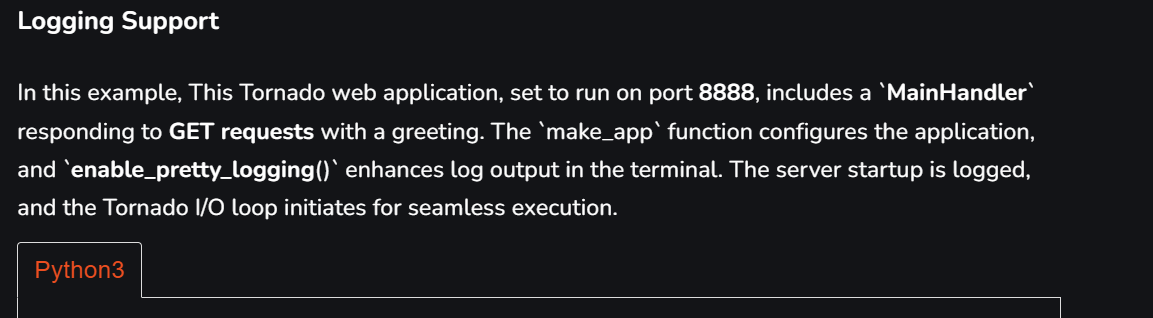 Logging Support
In this example, This Tornado web application, set to run on port 8888, includes a `MainHandler`
responding to GET requests with a greeting. The `make_app` function configures the application,
and `enable_pretty_logging()` enhances log output in the terminal. The server startup is logged,
and the Tornado I/O loop initiates for seamless execution.
Python3